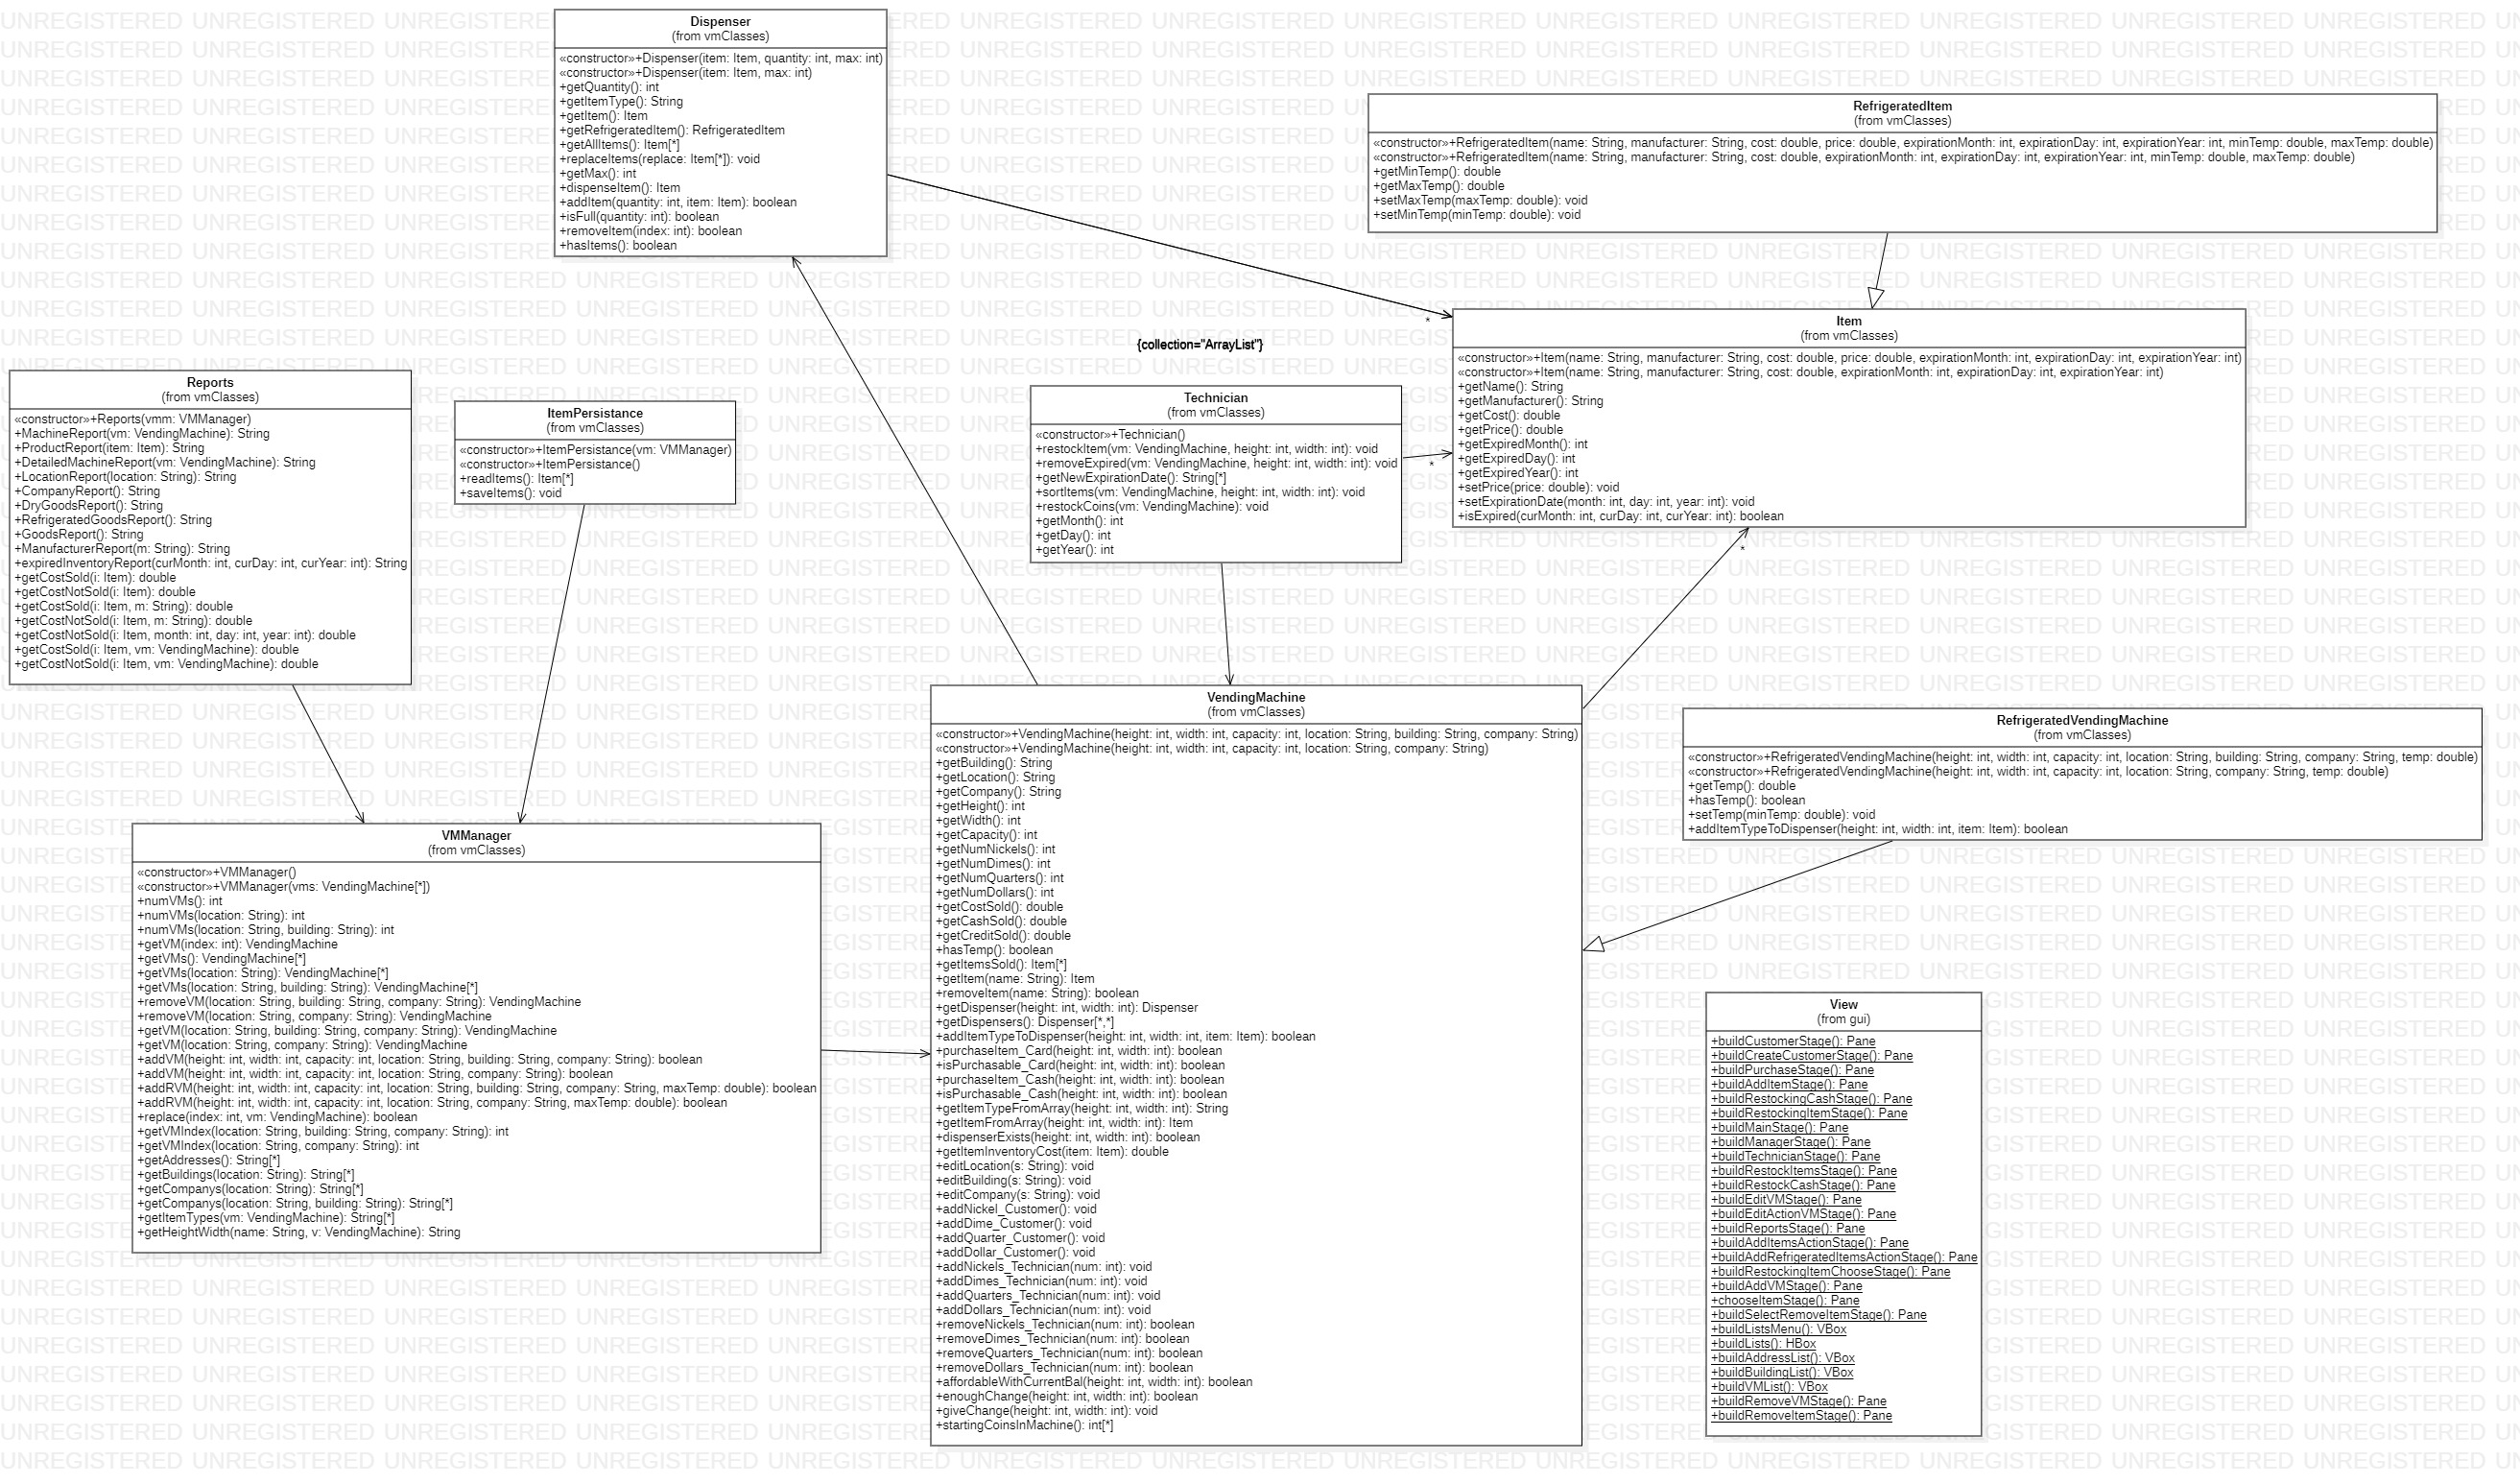 Dispenser
(from vmClasses)
«constructor»+Dispenser(item: Item, quantity: int, max: int)
«constructor»+Dispenser(item: Item, max: int)
+getQuantity(): int
+getItemType(): String
+getItem(): Item
+getRefrigeratedItem(): RefrigeratedItem
+getAllItems(): Item[*]
+replaceItems(replace: Item[*]): void
+getMax(): int
+dispenseItem(): Item
+addItem(quantity: int, item: Item): boolean
+isFull(quantity: int): boolean
+removeItem(index: int): boolean
+hasItems(): boolean
RefrigeratedItem
(from vmClasses)
«constructor»+RefrigeratedItem(name: String, manufacturer: String, cost: double, price: double, expirationMonth: int, expirationDay: int, expirationYear: int, minTemp: double, maxTemp: double)
«constructor»+RefrigeratedItem(name: String, manufacturer: String, cost: double, expirationMonth: int, expirationDay: int, expirationYear: int, minTemp: double, maxTemp: double)
+getMinTemp(): double
+getMaxTemp(): double
+setMaxTemp(maxTemp: double): void
+setMinTemp(minTemp: double): void
*
{collection="ArrayList"}
Item
(from vmClasses)
«constructor»+Item(name: String, manufacturer: String, cost: double, price: double, expirationMonth: int, expirationDay: int, expirationYear: int)
«constructor»+Item(name: String, manufacturer: String, cost: double, expirationMonth: int, expirationDay: int, expirationYear: int)
+getName(): String
+getManufacturer(): String
+getCost(): double
+getPrice(): double
+getExpiredMonth(): int
+getExpiredDay(): int
+getExpiredYear(): int
+setPrice(price: double): void
+setExpirationDate(month: int, day: int, year: int): void
+isExpired(curMonth: int, curDay: int, curYear: int): boolean
*
*
Reports
(from vmClasses)
«constructor»+Reports(vmm: VMManager)
+MachineReport(vm: VendingMachine): String
+ProductReport(item: Item): String
+DetailedMachineReport(vm: VendingMachine): String
+LocationReport(location: String): String
+CompanyReport(): String
+DryGoodsReport(): String
+RefrigeratedGoodsReport(): String
+GoodsReport(): String
+ManufacturerReport(m: String): String
+expiredInventoryReport(curMonth: int, curDay: int, curYear: int): String
+getCostSold(i: Item): double
+getCostNotSold(i: Item): double
+getCostSold(i: Item, m: String): double
+getCostNotSold(i: Item, m: String): double
+getCostNotSold(i: Item, month: int, day: int, year: int): double
+getCostSold(i: Item, vm: VendingMachine): double
+getCostNotSold(i: Item, vm: VendingMachine): double
ItemPersistance
(from vmClasses)
«constructor»+ItemPersistance(vm: VMManager)
«constructor»+ItemPersistance()
+readItems(): Item[*]
+saveItems(): void
Technician
(from vmClasses)
«constructor»+Technician()
+restockItem(vm: VendingMachine, height: int, width: int): void
+removeExpired(vm: VendingMachine, height: int, width: int): void
+getNewExpirationDate(): String[*]
+sortItems(vm: VendingMachine, height: int, width: int): void
+restockCoins(vm: VendingMachine): void
+getMonth(): int
+getDay(): int
+getYear(): int
VMManager
(from vmClasses)
«constructor»+VMManager()
«constructor»+VMManager(vms: VendingMachine[*])
+numVMs(): int
+numVMs(location: String): int
+numVMs(location: String, building: String): int
+getVM(index: int): VendingMachine
+getVMs(): VendingMachine[*]
+getVMs(location: String): VendingMachine[*]
+getVMs(location: String, building: String): VendingMachine[*]
+removeVM(location: String, building: String, company: String): VendingMachine
+removeVM(location: String, company: String): VendingMachine
+getVM(location: String, building: String, company: String): VendingMachine
+getVM(location: String, company: String): VendingMachine
+addVM(height: int, width: int, capacity: int, location: String, building: String, company: String): boolean
+addVM(height: int, width: int, capacity: int, location: String, company: String): boolean
+addRVM(height: int, width: int, capacity: int, location: String, building: String, company: String, maxTemp: double): boolean
+addRVM(height: int, width: int, capacity: int, location: String, company: String, maxTemp: double): boolean
+replace(index: int, vm: VendingMachine): boolean
+getVMIndex(location: String, building: String, company: String): int
+getVMIndex(location: String, company: String): int
+getAddresses(): String[*]
+getBuildings(location: String): String[*]
+getCompanys(location: String): String[*]
+getCompanys(location: String, building: String): String[*]
+getItemTypes(vm: VendingMachine): String[*]
+getHeightWidth(name: String, v: VendingMachine): String
VendingMachine
(from vmClasses)
«constructor»+VendingMachine(height: int, width: int, capacity: int, location: String, building: String, company: String)
«constructor»+VendingMachine(height: int, width: int, capacity: int, location: String, company: String)
+getBuilding(): String
+getLocation(): String
+getCompany(): String
+getHeight(): int
+getWidth(): int
+getCapacity(): int
+getNumNickels(): int
+getNumDimes(): int
+getNumQuarters(): int
+getNumDollars(): int
+getCostSold(): double
+getCashSold(): double
+getCreditSold(): double
+hasTemp(): boolean
+getItemsSold(): Item[*]
+getItem(name: String): Item
+removeItem(name: String): boolean
+getDispenser(height: int, width: int): Dispenser
+getDispensers(): Dispenser[*,*]
+addItemTypeToDispenser(height: int, width: int, item: Item): boolean
+purchaseItem_Card(height: int, width: int): boolean
+isPurchasable_Card(height: int, width: int): boolean
+purchaseItem_Cash(height: int, width: int): boolean
+isPurchasable_Cash(height: int, width: int): boolean
+getItemTypeFromArray(height: int, width: int): String
+getItemFromArray(height: int, width: int): Item
+dispenserExists(height: int, width: int): boolean
+getItemInventoryCost(item: Item): double
+editLocation(s: String): void
+editBuilding(s: String): void
+editCompany(s: String): void
+addNickel_Customer(): void
+addDime_Customer(): void
+addQuarter_Customer(): void
+addDollar_Customer(): void
+addNickels_Technician(num: int): void
+addDimes_Technician(num: int): void
+addQuarters_Technician(num: int): void
+addDollars_Technician(num: int): void
+removeNickels_Technician(num: int): boolean
+removeDimes_Technician(num: int): boolean
+removeQuarters_Technician(num: int): boolean
+removeDollars_Technician(num: int): boolean
+affordableWithCurrentBal(height: int, width: int): boolean
+enoughChange(height: int, width: int): boolean
+giveChange(height: int, width: int): void
+startingCoinsInMachine(): int[*]
RefrigeratedVendingMachine
(from vmClasses)
«constructor»+RefrigeratedVendingMachine(height: int, width: int, capacity: int, location: String, building: String, company: String, temp: double)
«constructor»+RefrigeratedVendingMachine(height: int, width: int, capacity: int, location: String, company: String, temp: double)
+getTemp(): double
+hasTemp(): boolean
+setTemp(minTemp: double): void
+addItemTypeToDispenser(height: int, width: int, item: Item): boolean
View
(from gui)
+buildCustomerStage(): Pane
+buildCreateCustomerStage(): Pane
+buildPurchaseStage(): Pane
+buildAddItemStage(): Pane
+buildRestockingCashStage(): Pane
+buildRestockingItemStage(): Pane
+buildMainStage(): Pane
+buildManagerStage(): Pane
+buildTechnicianStage(): Pane
+buildRestockItemsStage(): Pane
+buildRestockCashStage(): Pane
+buildEditVMStage(): Pane
+buildEditActionVMStage(): Pane
+buildReportsStage(): Pane
+buildAddItemsActionStage(): Pane
+buildAddRefrigeratedItemsActionStage(): Pane
+buildRestockingItemChooseStage(): Pane
+buildAddVMStage(): Pane
+chooseItemStage(): Pane
+buildSelectRemoveItemStage(): Pane
+buildListsMenu(): VBox
+buildLists(): HBox
+buildAddressList(): VBox
+buildBuildingList(): VBox
+buildVMList(): VBox
+buildRemoveVMStage(): Pane
+buildRemoveItemStage(): Pane